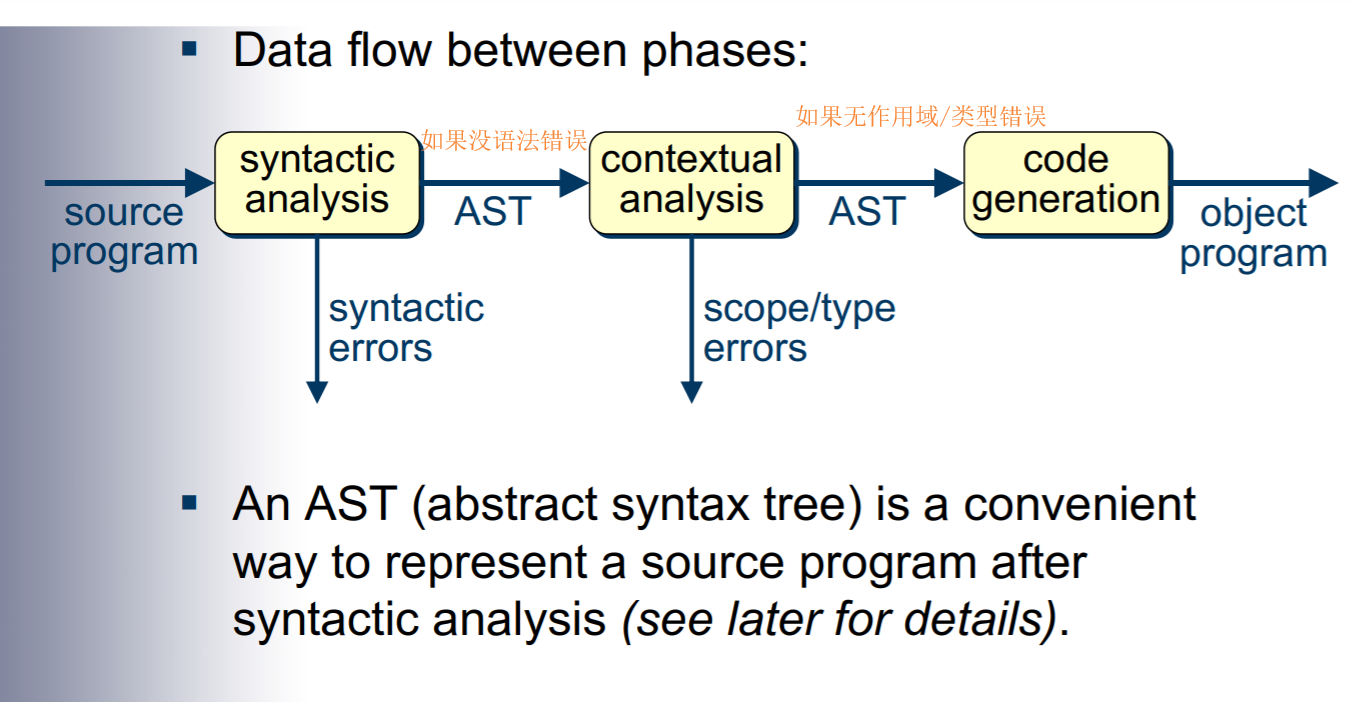 ▪ Data flow between phases:
如果无作用域/类型错误
如果没语法错误
syntactic
analysis
contextual
analysis
code
generation
source
program
AST
AST
object
program
syntactic
errors
scope/type
errors
▪ An AST (abstract syntax tree) is a convenient
way to represent a source program after
syntactic analysis (see later for details).